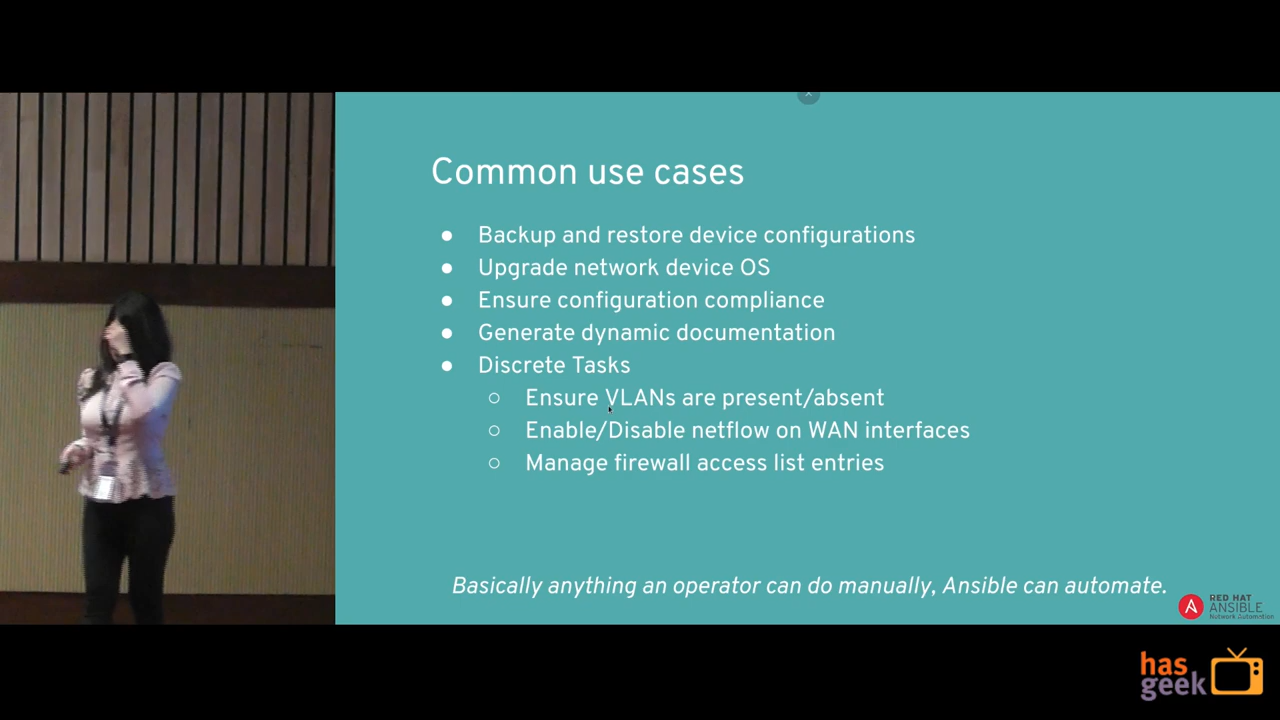 Common use cases
● Backup and restore device configurations
● Upgrade network device OS
● Ensure configuration compliance
● Generate dynamic documentation
● Discrete Tasks
○ Ensure VLANs are present/absent
○ Enable/Disable netflow on WAN interfaces
○ Manage firewall access list entries
Basically anything an operator can do manually, Ansible can automate.
RED HAT
ANSIBLE
Network Automation
has
geek